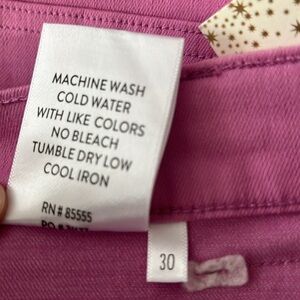 MACHINE WASH
COLD WATER
WITH LIKE COLORS
NO BLEACH
TUMBLE DRY LOW
COOL IRON
RN# 85555
30